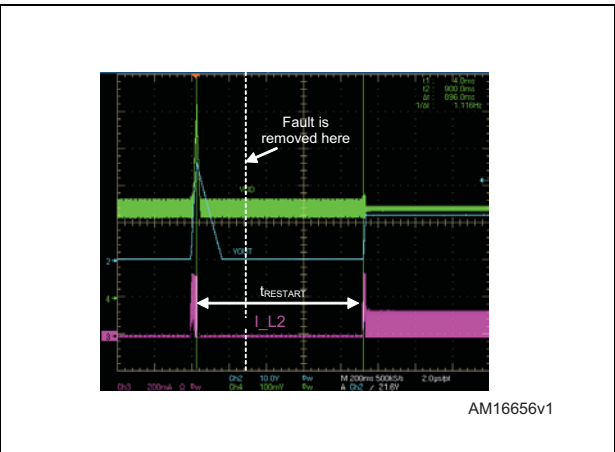 t1 : 4.0ms
t2 : 900.0ms
Δt : 896.0ms
1/Δt : 1.116Hz
Fault is
removed here
VHD
VOUT
2
tRESTART
4
I_L2
3
Ch2 10.0V Bw M 200ms 500kS/s 2.0µs/pt
Ch3 200mA Ω Bw Ch4 100mV Bw A Ch2 / 21.6V
AM16656v1